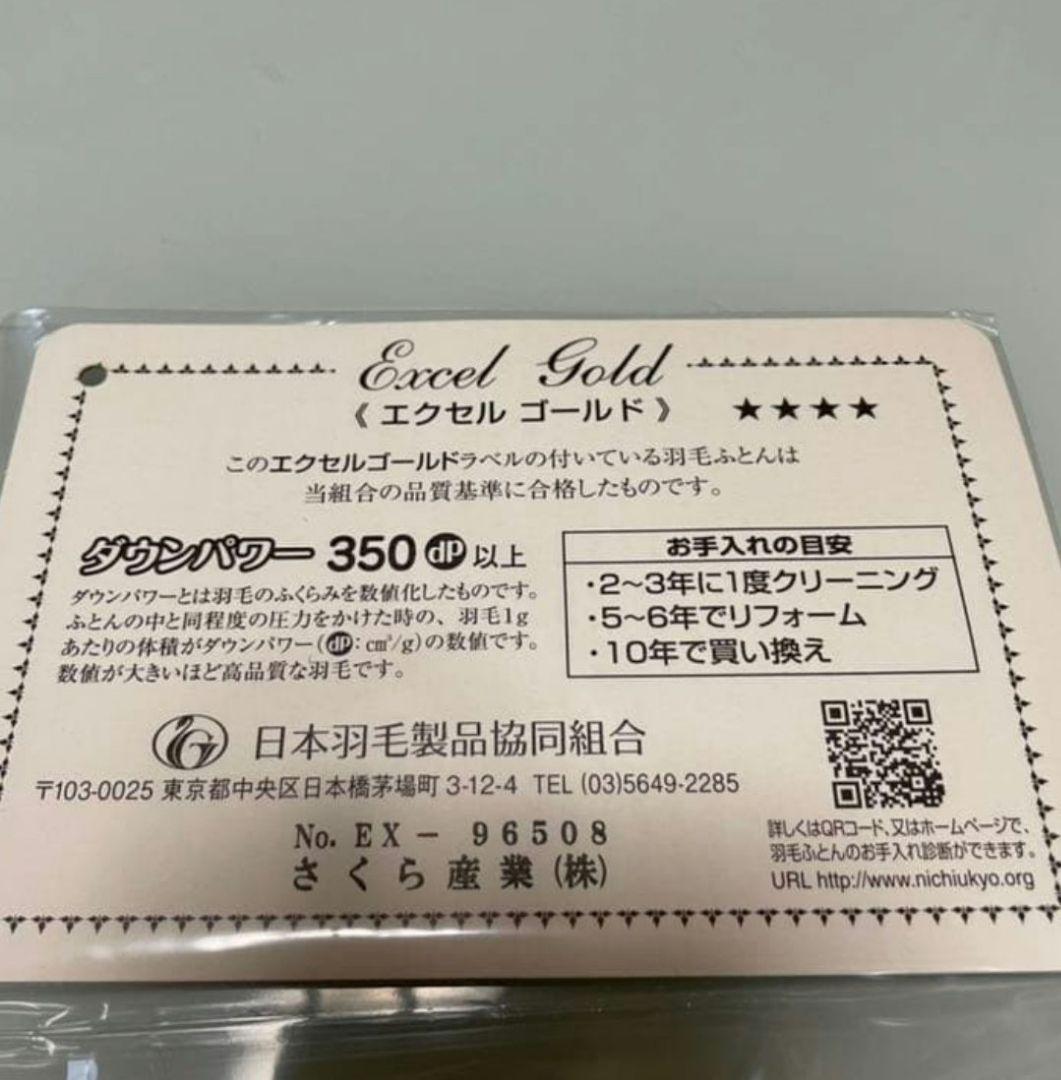 Excel Gold
《エクセル ゴールド》 ★★★★
このエクセルゴールドラベルの付いている羽毛ふとんは
当組合の品質基準に合格したものです。
ダウンパワー 350 dp 以上
ダウンパワーとは羽毛のふくらみを数値化したものです。
ふとんの中と同程度の圧力をかけた時の、羽毛1g
あたりの体積がダウンパワー(dp:cm³/g)の数値です。
数値が大きいほど高品質な羽毛です。
お手入れの目安
・2~3年に1度クリーニング
・5~6年でリフォーム
・10年で買い換え
日本羽毛製品協同組合
〒103-0025 東京都中央区日本橋茅場町 3-12-4 TEL (03)5649-2285
No. EX - 96508
さくら産業(株)
詳しくはQRコード、又はホームページで、
羽毛ふとんのお手入れ診断ができます。
URL http://www.nichiukyo.org